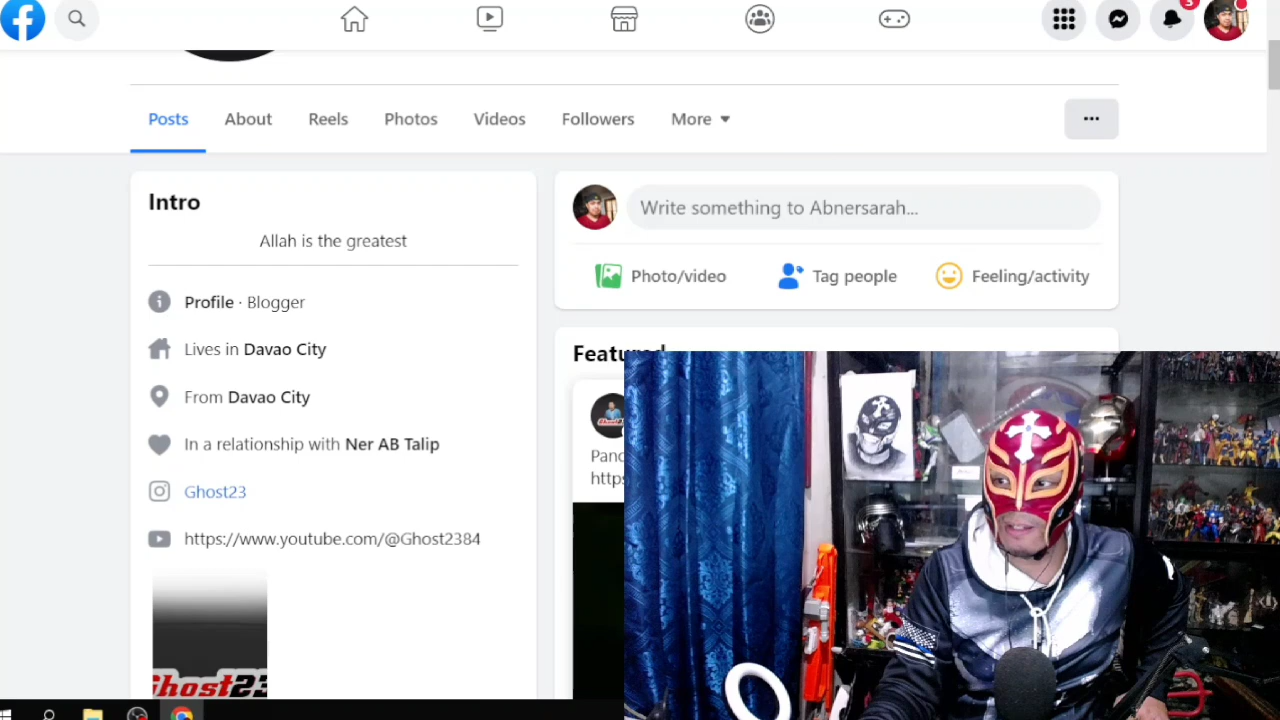 3
Posts About Reels Photos Videos Followers More
Intro
Allah is the greatest
Profile · Blogger
Lives in Davao City
From Davao City
In a relationship with Ner AB Talip
Ghost23
https://www.youtube.com/@Ghost2384
Ghost23
Write something to Abnersarah...
Photo/video Tag people Feeling/activity
Featured
Ghost23